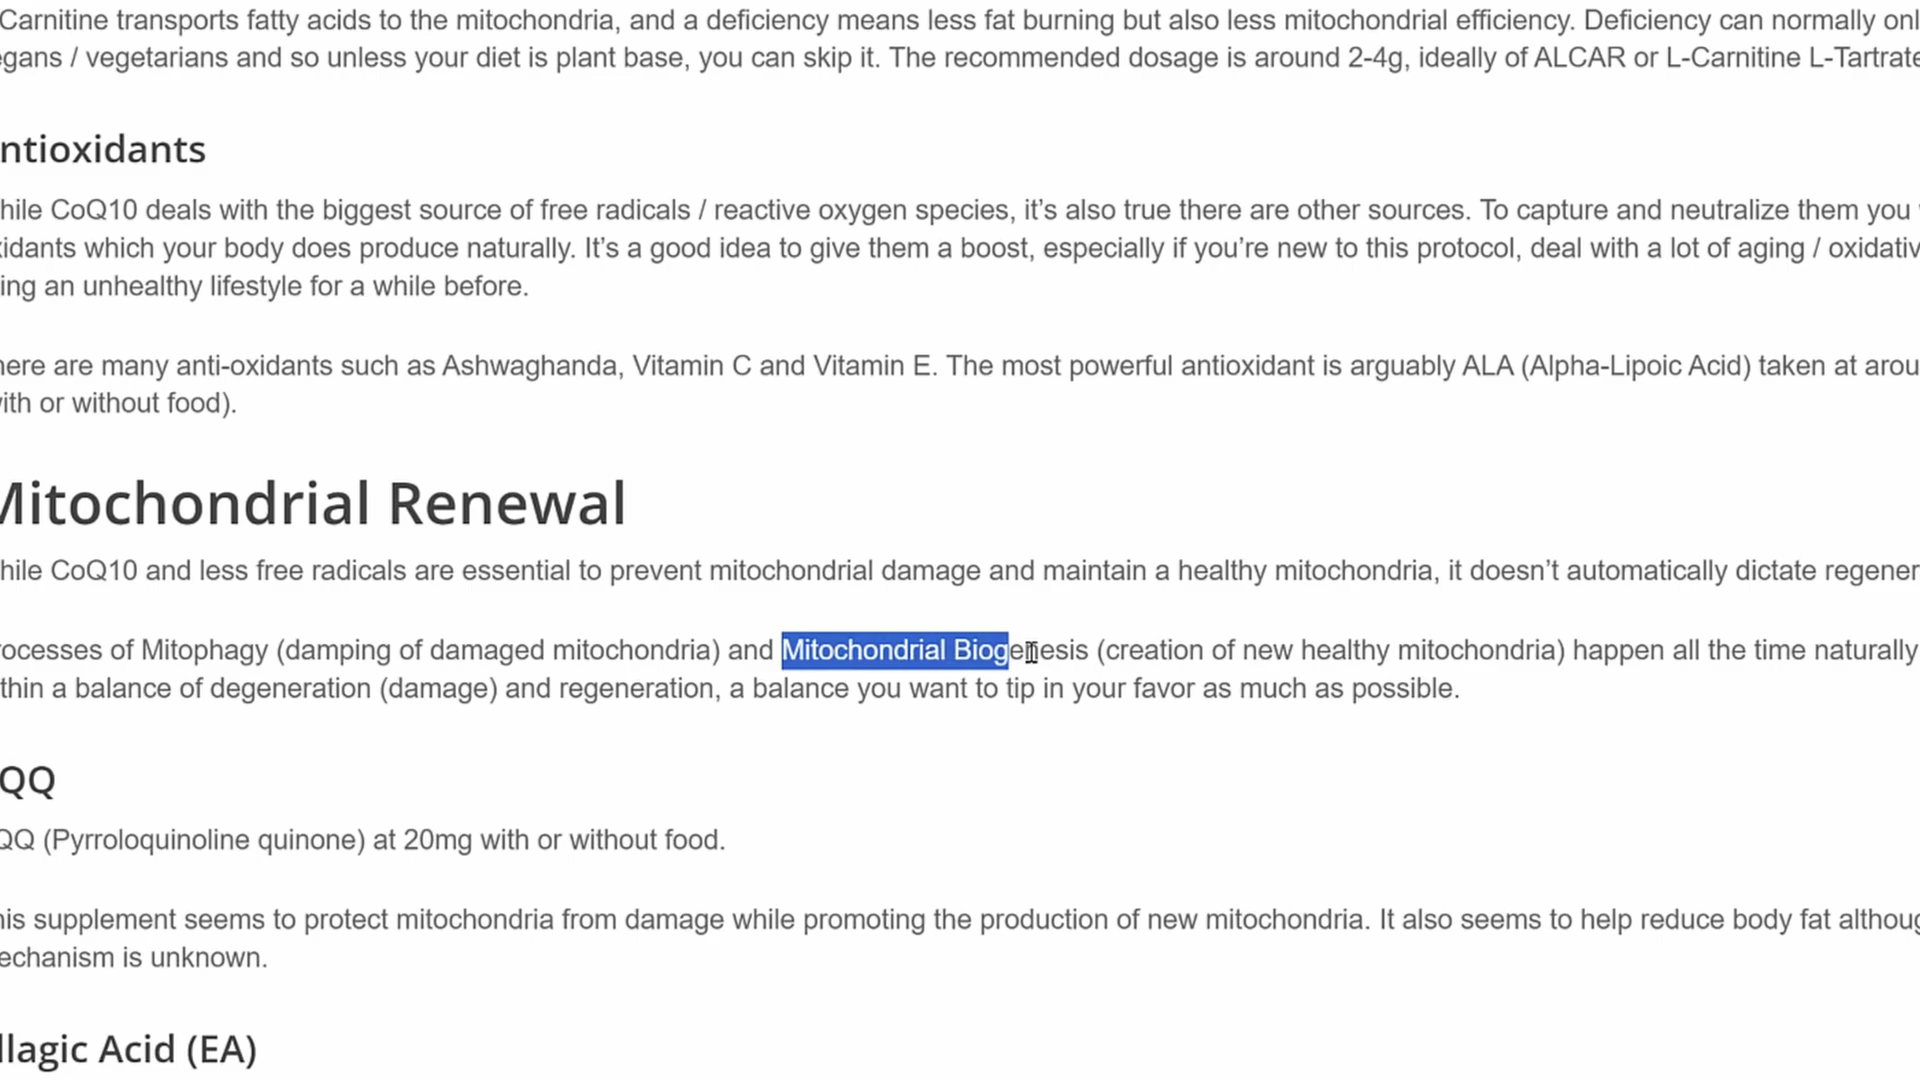 Carnitine transports fatty acids to the mitochondria, and a deficiency means less fat burning but also less mitochondrial efficiency. Deficiency can normally onl
gans / vegetarians and so unless your diet is plant base, you can skip it. The recommended dosage is around 2-4g, ideally of ALCAR or L-Carnitine L-Tartrate
ntioxidants
hile CoQ10 deals with the biggest source of free radicals / reactive oxygen species, it’s also true there are other sources. To capture and neutralize them you
xidants which your body does produce naturally. It’s a good idea to give them a boost, especially if you’re new to this protocol, deal with a lot of aging / oxidativ
ing an unhealthy lifestyle for a while before.
here are many anti-oxidants such as Ashwaghanda, Vitamin C and Vitamin E. The most powerful antioxidant is arguably ALA (Alpha-Lipoic Acid) taken at arou
with or without food).
Mitochondrial Renewal
hile CoQ10 and less free radicals are essential to prevent mitochondrial damage and maintain a healthy mitochondria, it doesn’t automatically dictate regener
rocesses of Mitophagy (damping of damaged mitochondria) and Mitochondrial Biogenesis (creation of new healthy mitochondria) happen all the time naturally
thin a balance of degeneration (damage) and regeneration, a balance you want to tip in your favor as much as possible.
QQ
QQ (Pyrroloquinoline quinone) at 20mg with or without food.
his supplement seems to protect mitochondria from damage while promoting the production of new mitochondria. It also seems to help reduce body fat althoug
echanism is unknown.
llagic Acid (EA)